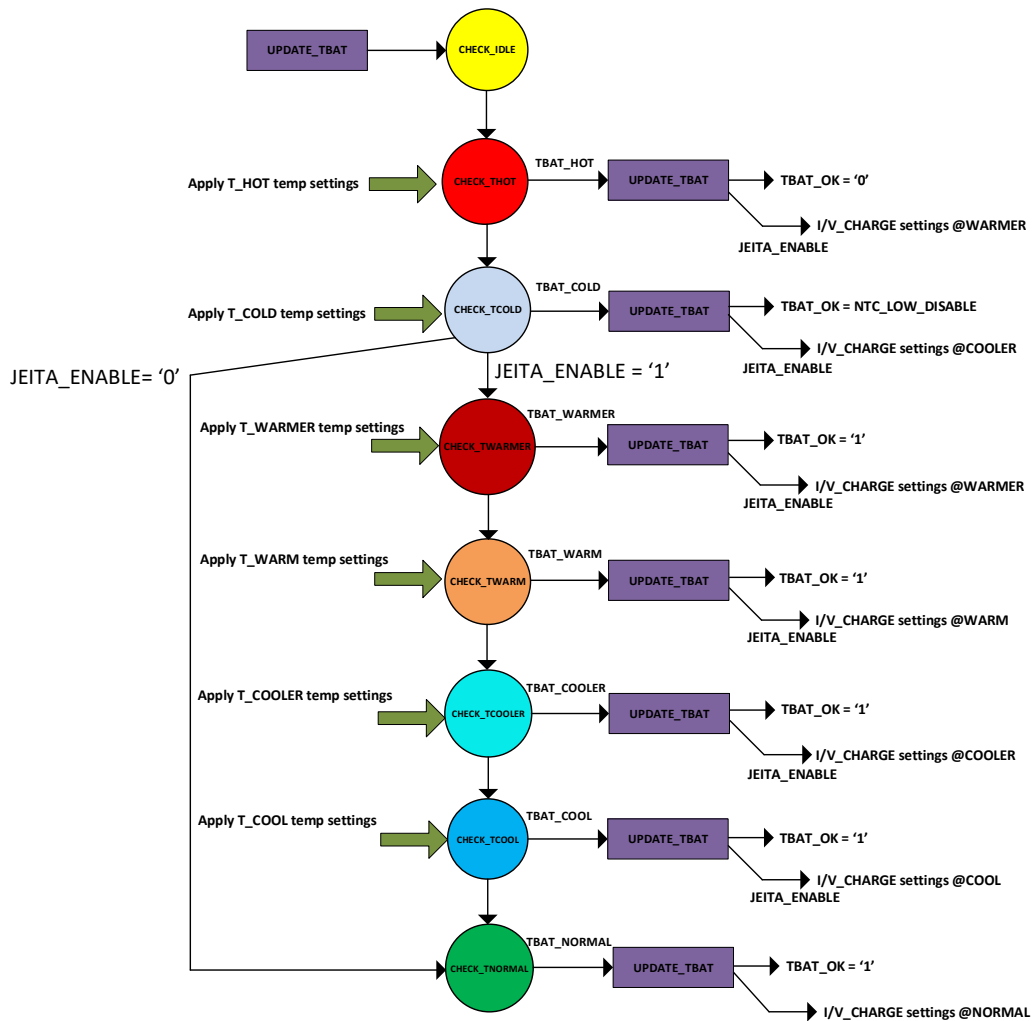 UPDATE_TBAT
CHECK_IDLE
Apply T_HOT temp settings
CHECK_THOT
TBAT_HOT
UPDATE_TBAT
TBAT_OK = ‘0’
I/V_CHARGE settings @WARMER
JEITA_ENABLE
Apply T_COLD temp settings
CHECK_TCOLD
TBAT_COLD
UPDATE_TBAT
TBAT_OK = NTC_LOW_DISABLE
I/V_CHARGE settings @COOLER
JEITA_ENABLE
JEITA_ENABLE= ‘0’
JEITA_ENABLE = ‘1’
Apply T_WARMER temp settings
CHECK_TWARMER
TBAT_WARMER
UPDATE_TBAT
TBAT_OK = ‘1’
I/V_CHARGE settings @WARMER
JEITA_ENABLE
Apply T_WARM temp settings
CHECK_TWARM
TBAT_WARM
UPDATE_TBAT
TBAT_OK = ‘1’
I/V_CHARGE settings @WARM
JEITA_ENABLE
Apply T_COOLER temp settings
CHECK_TCOOLER
TBAT_COOLER
UPDATE_TBAT
TBAT_OK = ‘1’
I/V_CHARGE settings @COOLER
JEITA_ENABLE
Apply T_COOL temp settings
CHECK_TCOOL
TBAT_COOL
UPDATE_TBAT
TBAT_OK = ‘1’
I/V_CHARGE settings @COOL
JEITA_ENABLE
CHECK_TNORMAL
TBAT_NORMAL
UPDATE_TBAT
TBAT_OK = ‘1’
I/V_CHARGE settings @NORMAL